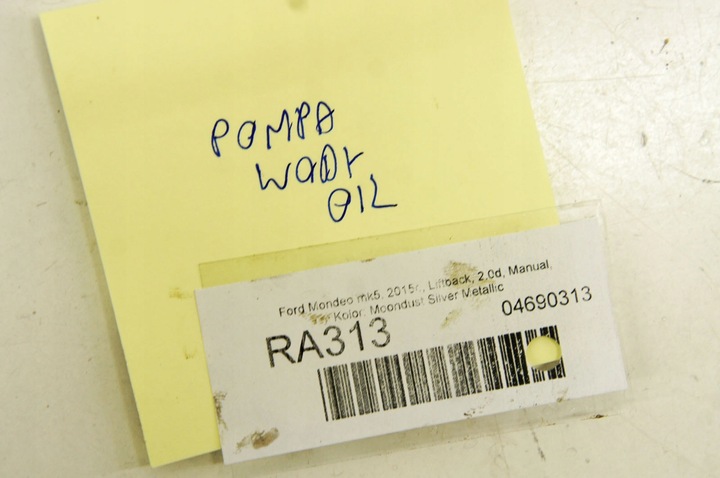 POMPA
WODY
OIL
Ford Mondeo mk5, 2015r., Liftback, 2.0d, Manual,
Kolor: Moondust Silver Metallic
RA313
04690313